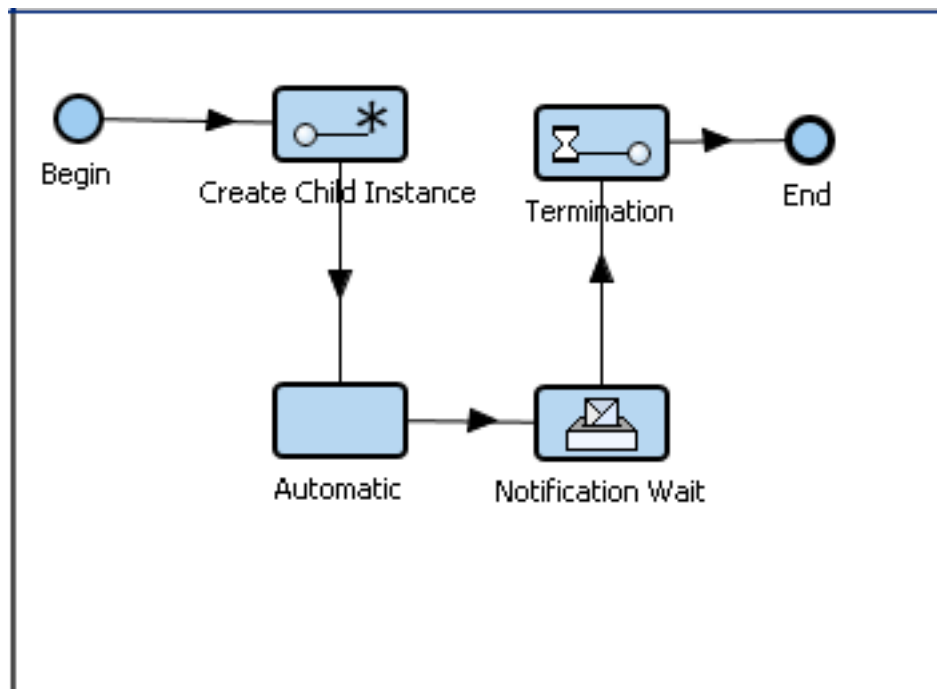 Begin
Create Child Instance
Termination
End
Automatic
Notification Wait